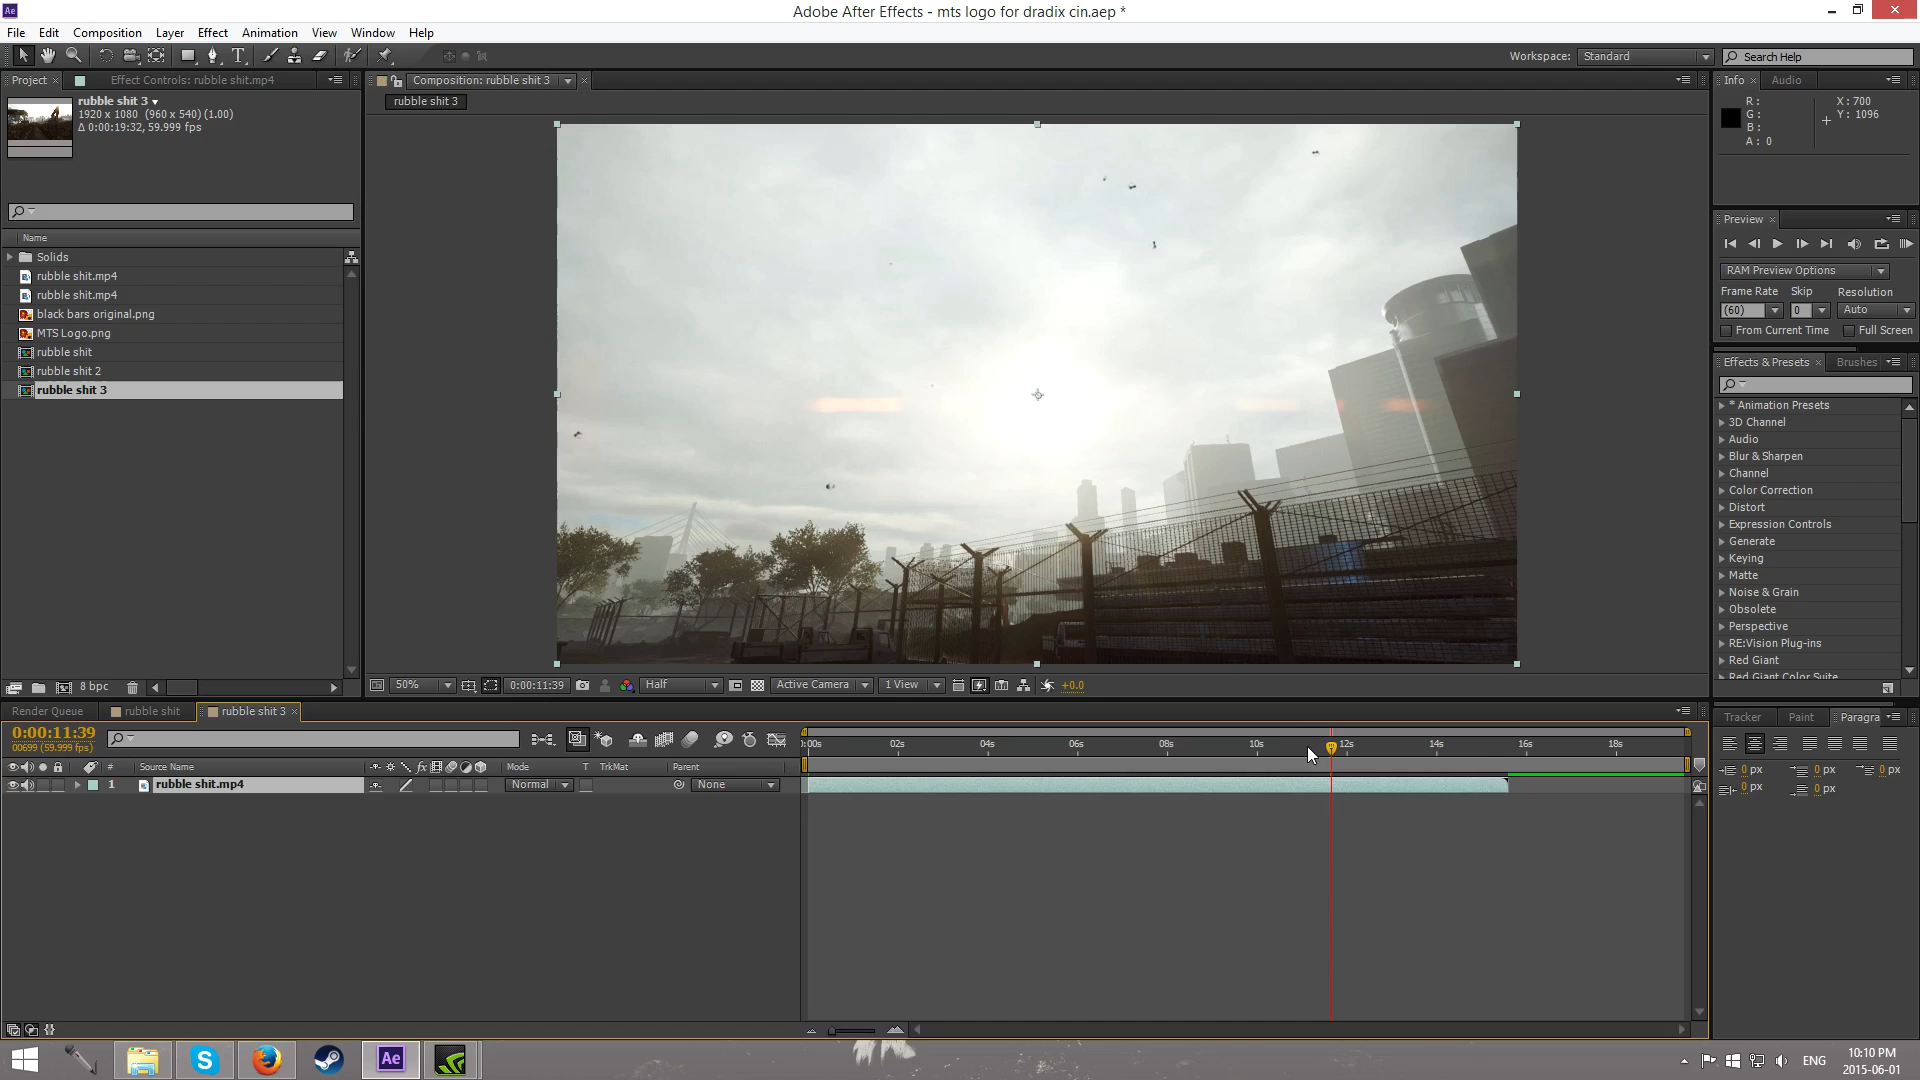 Ae
Adobe After Effects - mts logo for dradix cin.aep *
File Edit Composition Layer Effect Animation View Window Help
Workspace: Standard Search Help
Project × Effect Controls: rubble shit.mp4
Composition: rubble shit 3 ×
Info × Audio
rubble shit 3
1920 x 1080 (960 x 540) (1.00)
Δ 0:00:19:32, 59.999 fps
rubble shit 3
R :
G :
B :
A : 0
X : 700
Y : 1096
Preview ×
RAM Preview Options
Frame Rate Skip Resolution
(60) 0 Auto
From Current Time Full Screen
Name
Solids
rubble shit.mp4
rubble shit.mp4
black bars original.png
MTS Logo.png
rubble shit
rubble shit 2
rubble shit 3
Effects & Presets × Brushes
* Animation Presets
3D Channel
Audio
Blur & Sharpen
Channel
Color Correction
Distort
Expression Controls
Generate
Keying
Matte
Noise & Grain
Obsolete
Perspective
RE:Vision Plug-ins
Red Giant
Red Giant Color Suite
8 bpc
50% 0:00:11:39 Half Active Camera 1 View +0.0
Render Queue rubble shit rubble shit 3 ×
Tracker Paint Paragra
0:00:11:39
00699 (59.999 fps)
:00s 02s 04s 06s 08s 10s 12s 14s 16s 18s
# Source Name fx Mode T TrkMat Parent
1 rubble shit.mp4 Normal None
0 px 0 px 0 px
0 px 0 px
Ae
ENG
10:10 PM
2015-06-01